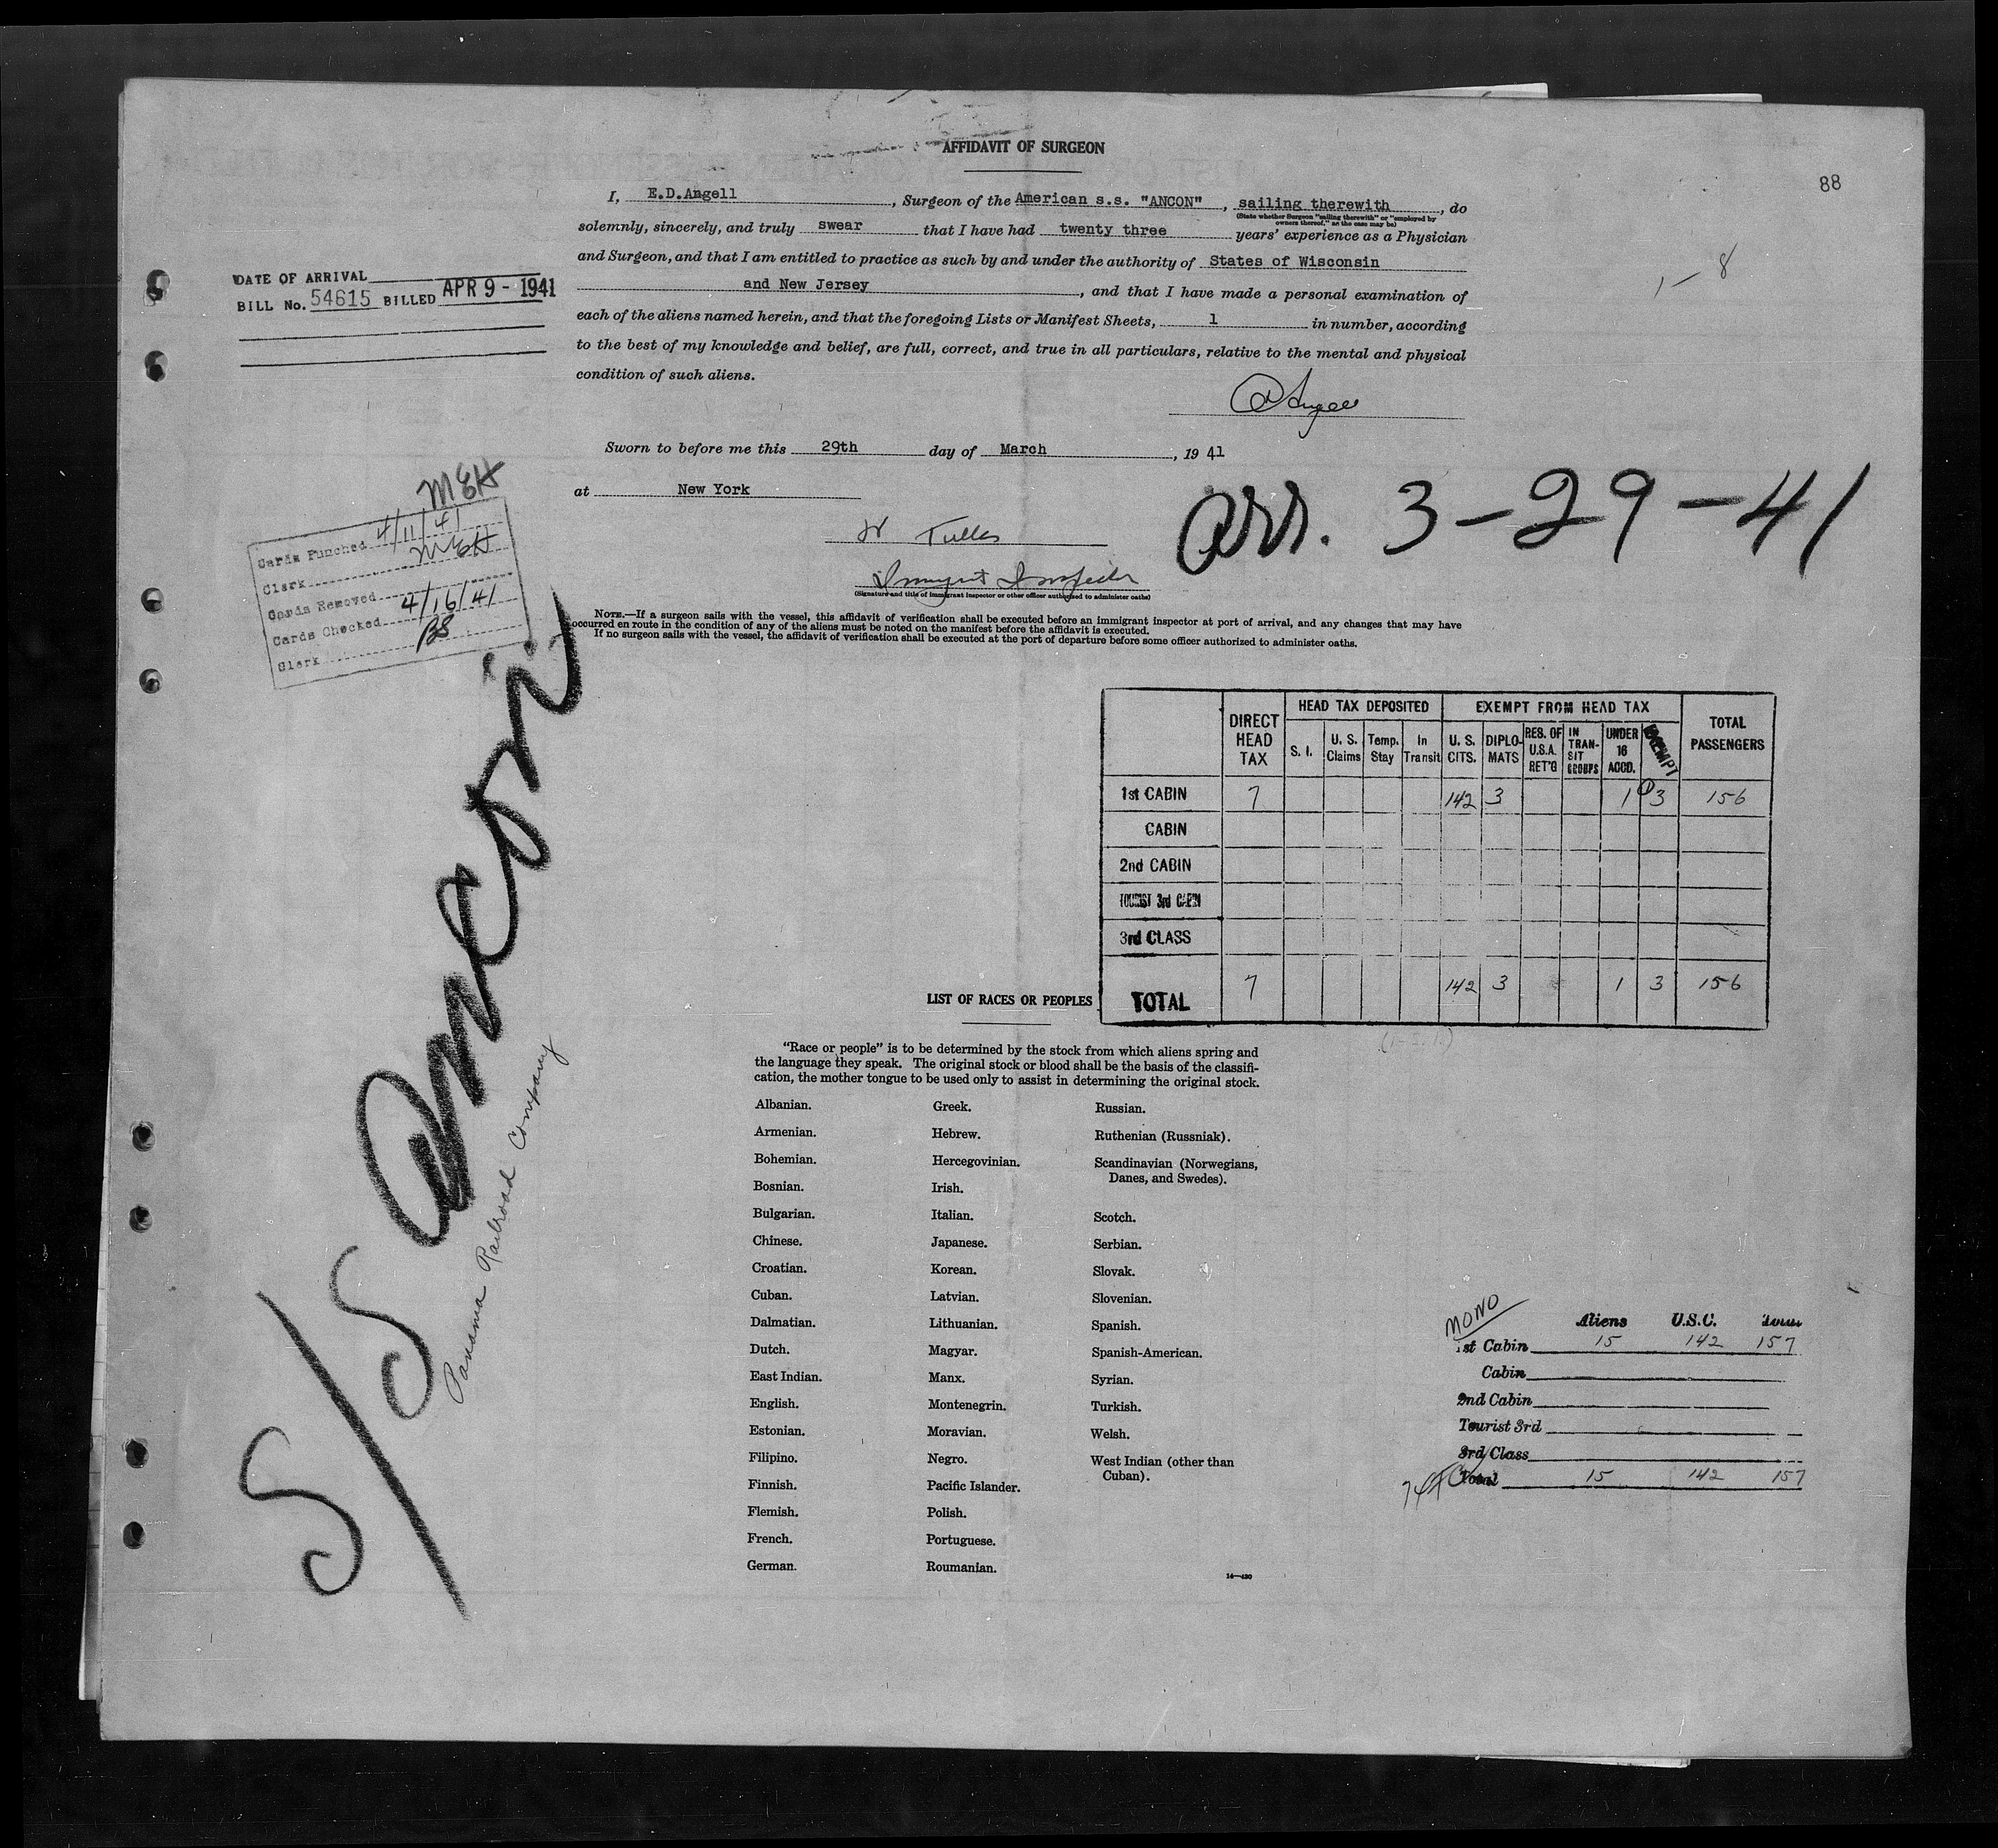 AFFIDAVIT OF SURGEON
88
I, E.D.Angell, Surgeon of the American s.s. "ANCON", sailing therewith, do
(State whether Surgeon "sailing therewith" or "employed by
owners thereof," as the case may be)
solemnly, sincerely, and truly swear that I have had twenty three years' experience as a Physician
and Surgeon, and that I am entitled to practice as such by and under the authority of States of Wisconsin
and New Jersey, and that I have made a personal examination of
each of the aliens named herein, and that the foregoing Lists or Manifest Sheets, 1 in number, according
to the best of my knowledge and belief, are full, correct, and true in all particulars, relative to the mental and physical
condition of such aliens.
1-8
DATE OF ARRIVAL
BILL No. 54615 BILLED APR 9 - 1941
Sworn to before me this 29th day of March, 1941
at New York
Arr. 3-29-41
Immigrant Inspector
(Signature and title of immigrant inspector or other officer authorized to administer oaths)
MEH
Cards Punched 4/11/41
Clerk MEH
Cards Removed
Cards Checked 4/16/41
Clerk BS
NOTE.—If a surgeon sails with the vessel, this affidavit of verification shall be executed before an immigrant inspector at port of arrival, and any changes that may have
occurred en route in the condition of any of the aliens must be noted on the manifest before the affidavit is executed.
If no surgeon sails with the vessel, the affidavit of verification shall be executed at the port of departure before some officer authorized to administer oaths.
S/S Ancon
Panama Railroad Company
DIRECT HEAD TAX HEAD TAX DEPOSITED EXEMPT FROM HEAD TAX TOTAL PASSENGERS
S. I. U. S. Claims Temp. Stay In Transit U. S. CITS. DIPLOMATS RES. OF U.S.A. RET'G IN TRANSIT GROUPS UNDER 16 ACCD. EXEMPT
1st CABIN 7 142 3 1 3 156
CABIN
2nd CABIN
TOURIST 3rd CABIN
3rd CLASS
TOTAL 7 142 3 1 3 156
LIST OF RACES OR PEOPLES
"Race or people" is to be determined by the stock from which aliens spring and
the language they speak. The original stock or blood shall be the basis of the classifi-
cation, the mother tongue to be used only to assist in determining the original stock.
Albanian.
Armenian.
Bohemian.
Bosnian.
Bulgarian.
Chinese.
Croatian.
Cuban.
Dalmatian.
Dutch.
East Indian.
English.
Estonian.
Filipino.
Finnish.
Flemish.
French.
German.
Greek.
Hebrew.
Hercegovinian.
Irish.
Italian.
Japanese.
Korean.
Latvian.
Lithuanian.
Magyar.
Manx.
Montenegrin.
Moravian.
Negro.
Pacific Islander.
Polish.
Portuguese.
Roumanian.
Russian.
Ruthenian (Russniak).
Scandinavian (Norwegians,
Danes, and Swedes).
Scotch.
Serbian.
Slovak.
Slovenian.
Spanish.
Spanish-American.
Syrian.
Turkish.
Welsh.
West Indian (other than
Cuban).
MONO
Aliens U.S.C. Total
1st Cabin 15 142 157
Cabin
2nd Cabin
Tourist 3rd
3rd Class
Total 15 142 157